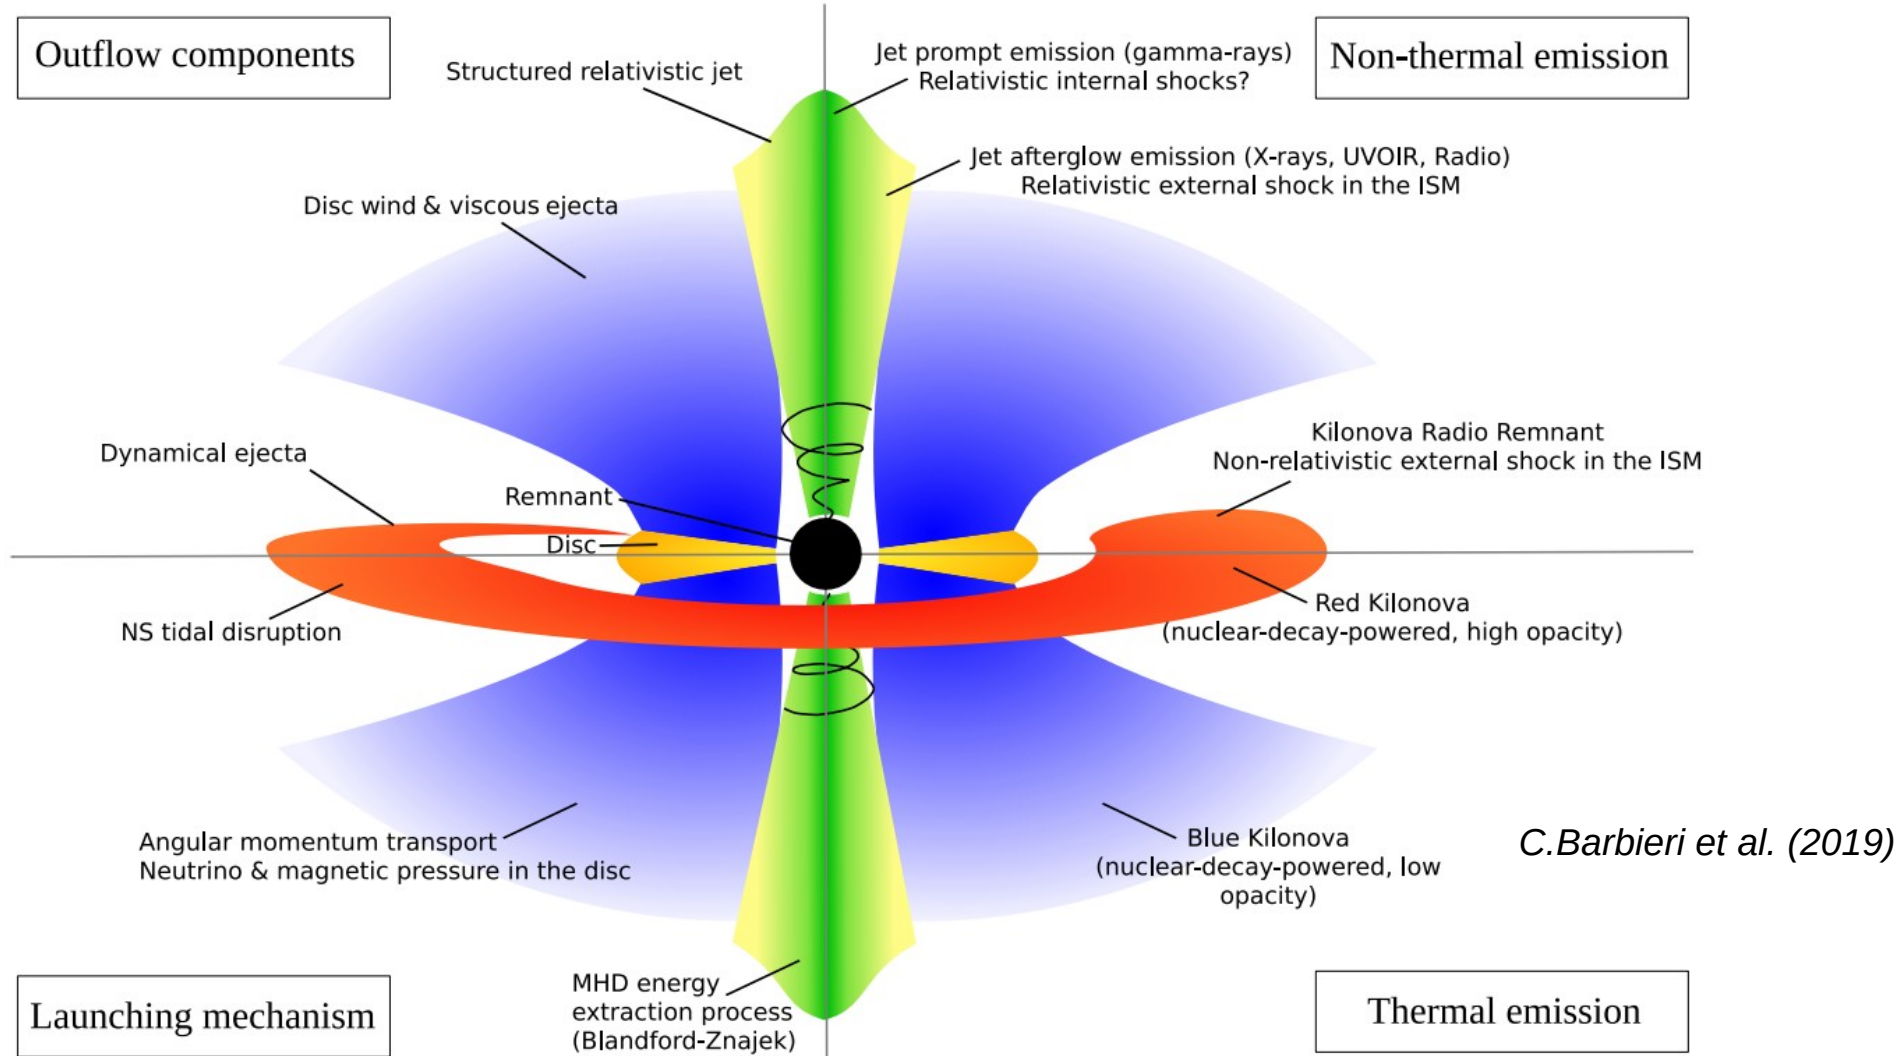 Outflow components
Structured relativistic jet
Jet prompt emission (gamma-rays)
Relativistic internal shocks?
Non-thermal emission
Jet afterglow emission (X-rays, UVOIR, Radio)
Relativistic external shock in the ISM
Disc wind & viscous ejecta
Dynamical ejecta
Remnant
Disc
Kilonova Radio Remnant
Non-relativistic external shock in the ISM
NS tidal disruption
Red Kilonova
(nuclear-decay-powered, high opacity)
Angular momentum transport
Neutrino & magnetic pressure in the disc
Blue Kilonova
(nuclear-decay-powered, low
opacity)
C.Barbieri et al. (2019)
Launching mechanism
MHD energy
extraction process
(Blandford-Znajek)
Thermal emission